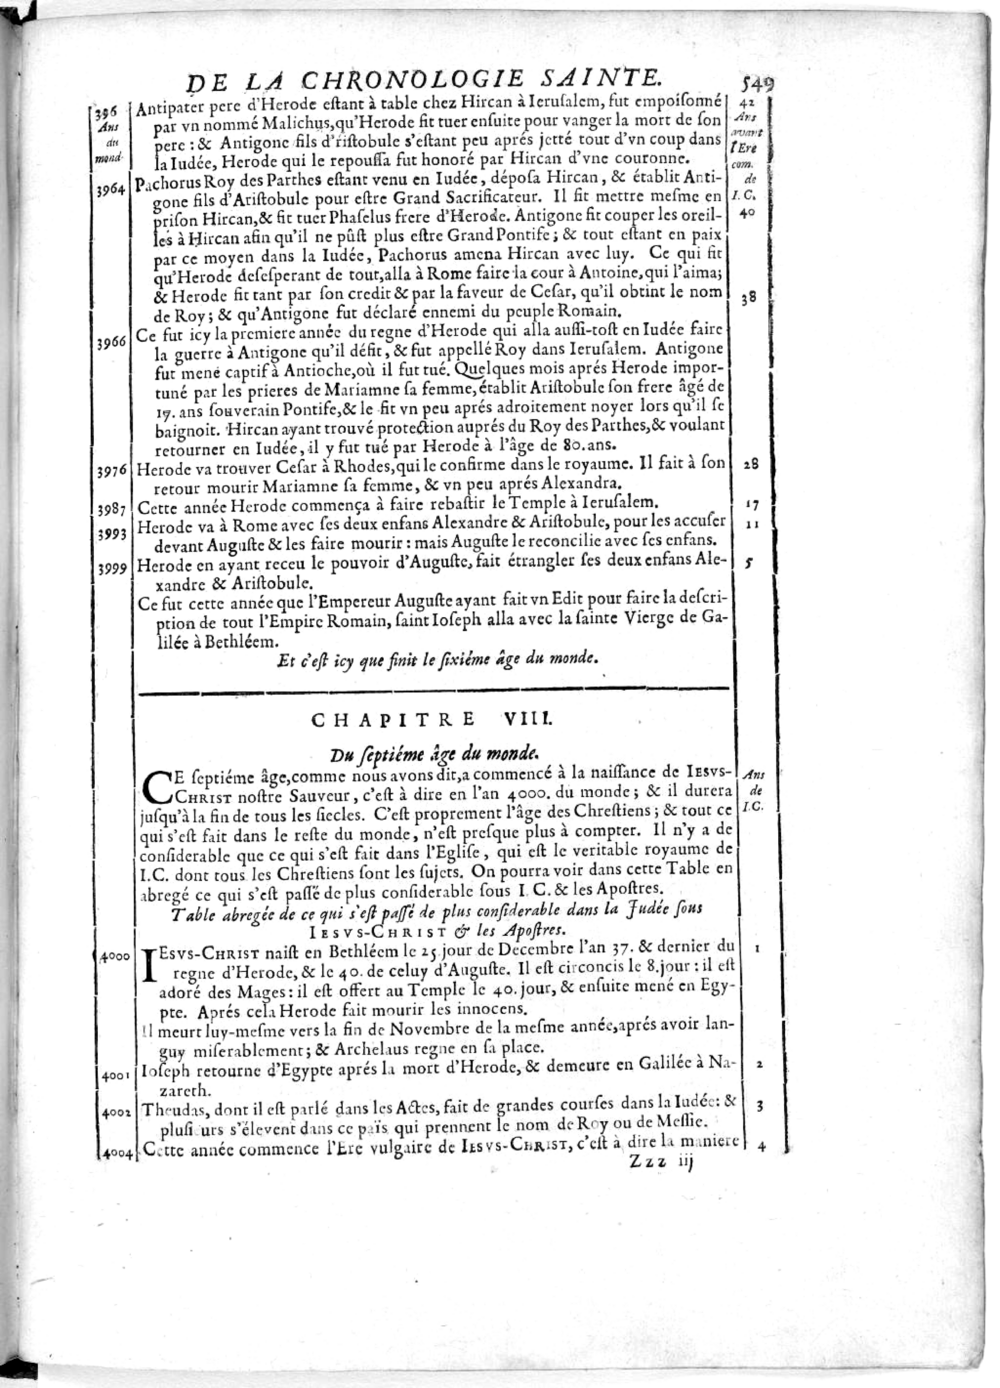 DE LA CHRONOLOGIE SAINTE. 549
396 Antipater pere d'Herode eſtant à table chez Hircan à Ieruſalem, fut empoiſonné 42
Ans par vn nommé Malichus, qu'Herode fit tuer enſuite pour vanger la mort de ſon Ans
du pere : & Antigone fils d'Ariſtobule s'eſtant peu aprés jetté tout d'vn coup dans avant l'Ere
mond. la Iudée, Herode qui le repouſſa fut honoré par Hircan d'vne couronne. com.
3964 Pachorus Roy des Parthes eſtant venu en Iudée, dépoſa Hircan, & établit Anti- de
gone fils d'Ariſtobule pour eſtre Grand Sacrificateur. Il fit mettre meſme en I. C.
priſon Hircan, & fit tuer Phaſelus frere d'Herode. Antigone fit couper les oreil- 40
les à Hircan afin qu'il ne pûſt plus eſtre Grand Pontife ; & tout eſtant en paix
par ce moyen dans la Iudée, Pachorus amena Hircan avec luy. Ce qui fit
qu'Herode deſeſperant de tout, alla à Rome faire la cour à Antoine, qui l'aima;
& Herode fit tant par ſon credit & par la faveur de Ceſar, qu'il obtint le nom 38
de Roy ; & qu'Antigone fut déclaré ennemi du peuple Romain.
3966 Ce fut icy la premiere année du regne d'Herode qui alla auſſi-toſt en Iudée faire
la guerre à Antigone qu'il défit, & fut appellé Roy dans Ieruſalem. Antigone
fut mené captif à Antioche, où il fut tué. Quelques mois aprés Herode impor-
tuné par les prieres de Mariamne ſa femme, établit Ariſtobule ſon frere âgé de
17. ans ſouverain Pontife, & le fit vn peu aprés adroitement noyer lors qu'il ſe
baignoit. Hircan ayant trouvé protection auprés du Roy des Parthes, & voulant
retourner en Iudée, il y fut tué par Herode à l'âge de 80. ans.
3976 Herode va trouver Ceſar à Rhodes, qui le confirme dans le royaume. Il fait à ſon 28
retour mourir Mariamne ſa femme, & vn peu aprés Alexandra.
3987 Cette année Herode commença à faire rebaſtir le Temple à Ieruſalem. 17
3993 Herode va à Rome avec ſes deux enfans Alexandre & Ariſtobule, pour les accuſer 11
devant Auguſte & les faire mourir : mais Auguſte le reconcilie avec ſes enfans.
3999 Herode en ayant receu le pouvoir d'Auguſte, fait étrangler ſes deux enfans Ale- 5
xandre & Ariſtobule.
Ce fut cette année que l'Empereur Auguſte ayant fait vn Edit pour faire la deſcri-
ption de tout l'Empire Romain, ſaint Ioſeph alla avec la ſainte Vierge de Ga-
lilée à Bethléem.
Et c'eſt icy que finit le ſixiéme âge du monde.
CHAPITRE VIII.
Du ſeptiéme âge du monde.
CE ſeptiéme âge, comme nous avons dit, a commencé à la naiſſance de IESVS- Ans
CHRIST noſtre Sauveur, c'eſt à dire en l'an 4000. du monde ; & il durera de
juſqu'à la fin de tous les ſiecles. C'eſt proprement l'âge des Chreſtiens ; & tout ce I.C.
qui s'eſt fait dans le reſte du monde, n'eſt preſque plus à compter. Il n'y a de
conſiderable que ce qui s'eſt fait dans l'Egliſe, qui eſt le veritable royaume de
I.C. dont tous les Chreſtiens ſont les ſujets. On pourra voir dans cette Table en
abregé ce qui s'eſt paſſé de plus conſiderable ſous I. C. & les Apoſtres.
Table abregée de ce qui s'eſt paſſé de plus conſiderable dans la Judée ſous
IESVS-CHRIST & les Apoſtres.
4000 IESVS-CHRIST naiſt en Bethléem le 25 jour de Decembre l'an 37. & dernier du 1
regne d'Herode, & le 40. de celuy d'Auguſte. Il eſt circoncis le 8. jour : il eſt
adoré des Mages : il eſt offert au Temple le 40. jour, & enſuite mené en Egy-
pte. Aprés cela Herode fait mourir les innocens.
Il meurt luy-meſme vers la fin de Novembre de la meſme année, aprés avoir lan-
guy miſerablement ; & Archelaus regne en ſa place.
4001 Ioſeph retourne d'Egypte aprés la mort d'Herode, & demeure en Galilée à Na- 2
zareth.
4002 Theudas, dont il eſt parlé dans les Actes, fait de grandes courſes dans la Iudée : & 3
pluſieurs s'élevent dans ce païs qui prennent le nom de Roy ou de Meſſie.
4004 Cette année commence l'Ere vulgaire de IESVS-CHRIST, c'eſt à dire la maniere 4
Zzz iij